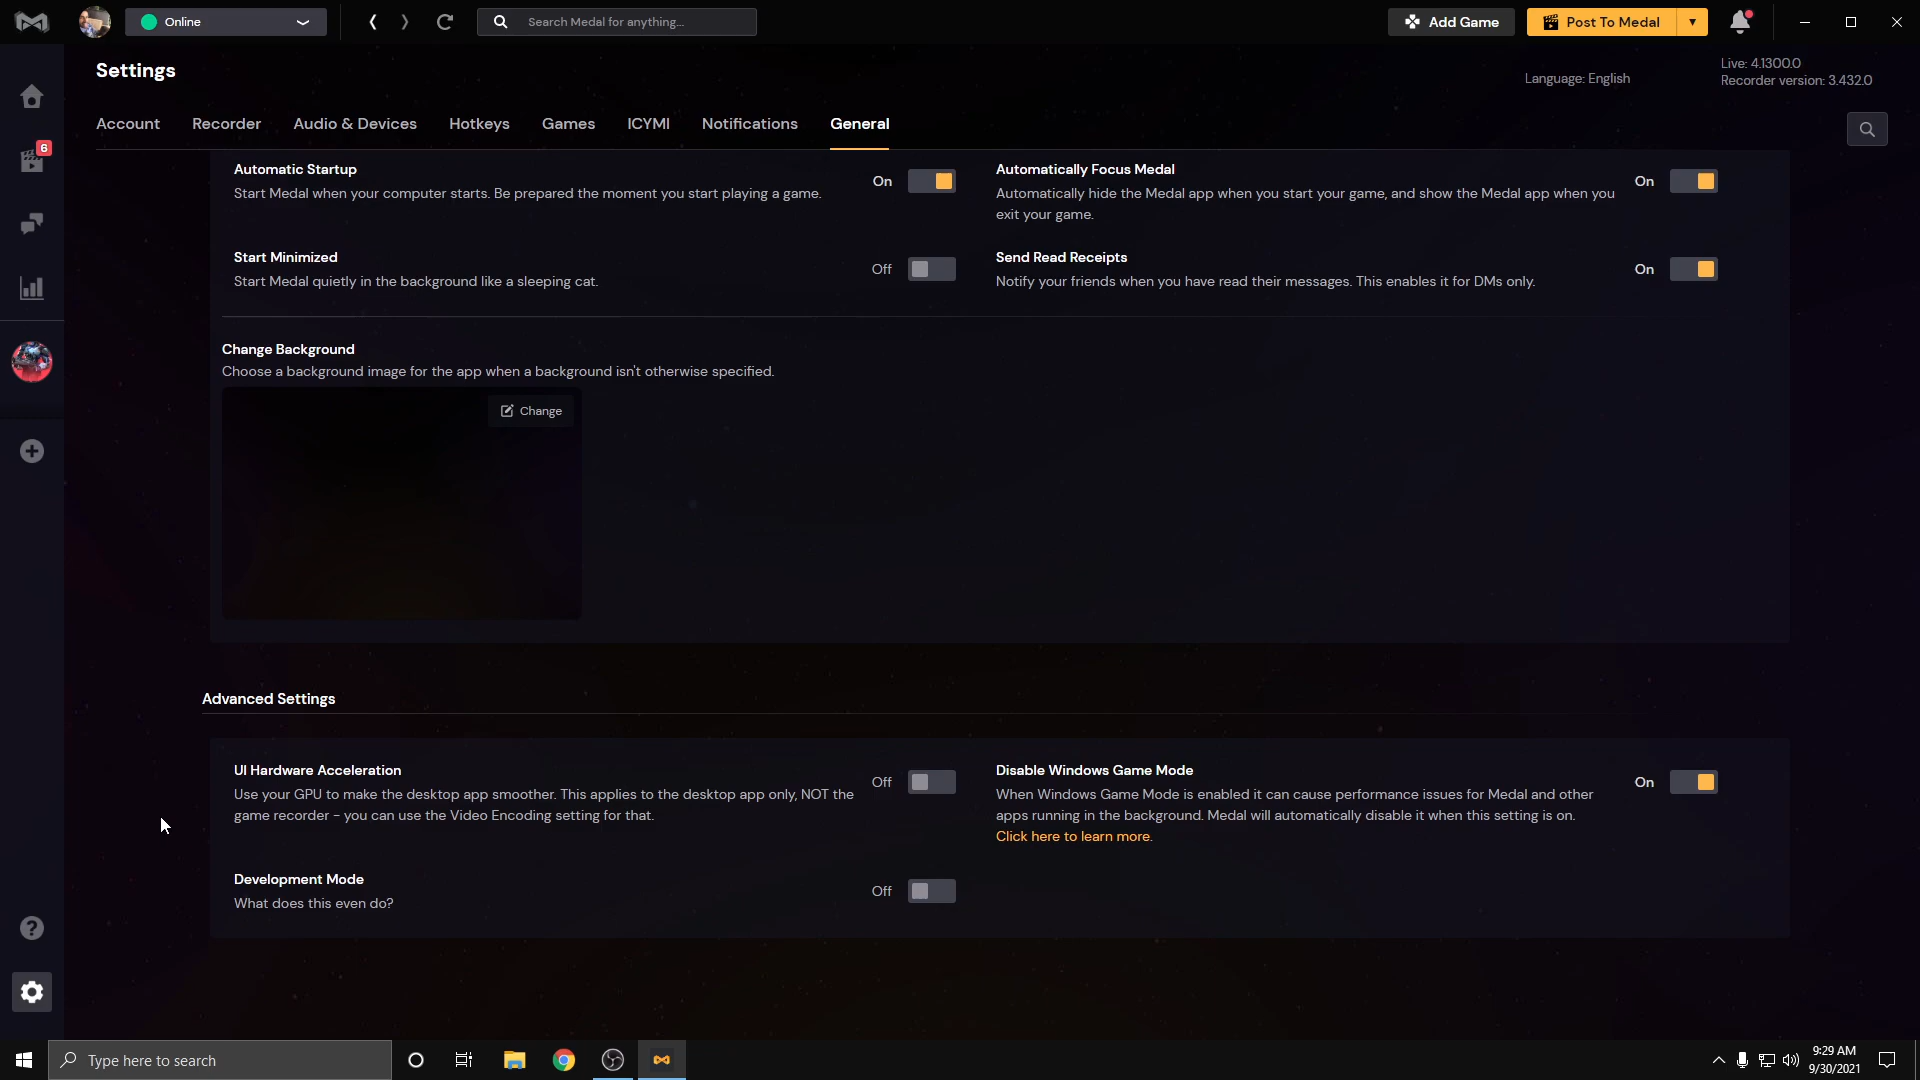 Online
Search Medal for anything...
Add Game
Post To Medal
Settings
Language: English
Live: 4.1300.0
Recorder version: 3.432.0
Account
Recorder
Audio & Devices
Hotkeys
Games
ICYMI
Notifications
General
6
Automatic Startup
Start Medal when your computer starts. Be prepared the moment you start playing a game.
On
Automatically Focus Medal
Automatically hide the Medal app when you start your game, and show the Medal app when you
exit your game.
On
Start Minimized
Start Medal quietly in the background like a sleeping cat.
Off
Send Read Receipts
Notify your friends when you have read their messages. This enables it for DMs only.
On
Change Background
Choose a background image for the app when a background isn't otherwise specified.
Change
Advanced Settings
UI Hardware Acceleration
Use your GPU to make the desktop app smoother. This applies to the desktop app only, NOT the
game recorder - you can use the Video Encoding setting for that.
Off
Disable Windows Game Mode
When Windows Game Mode is enabled it can cause performance issues for Medal and other
apps running in the background. Medal will automatically disable it when this setting is on.
Click here to learn more.
On
Development Mode
What does this even do?
Off
Type here to search
9:29 AM
9/30/2021